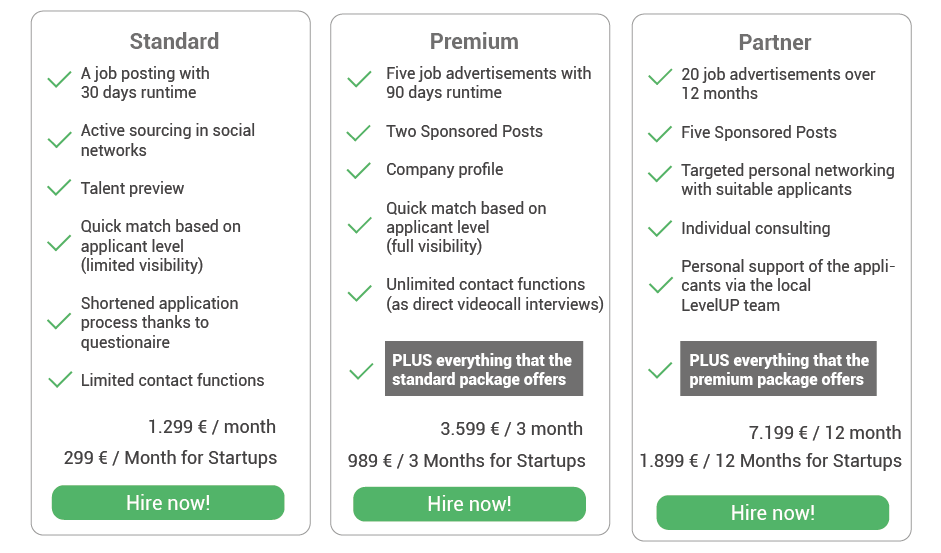 Standard
A job posting with
30 days runtime
Active sourcing in social
networks
Talent preview
Quick match based on
applicant level
(limited visibility)
Shortened application
process thanks to
questionaire
Limited contact functions
1.299 € / month
299 € / Month for Startups
Hire now!
Premium
Five job advertisements with
90 days runtime
Two Sponsored Posts
Company profile
Quick match based on
applicant level
(full visibility)
Unlimited contact functions
(as direct videocall interviews)
PLUS everything that the
standard package offers
3.599 € / 3 month
989 € / 3 Months for Startups
Hire now!
Partner
20 job advertisements over
12 months
Five Sponsored Posts
Targeted personal networking
with suitable applicants
Individual consulting
Personal support of the appli-
cants via the local
LevelUP team
PLUS everything that the
premium package offers
7.199 € / 12 month
1.899 € / 12 Months for Startups
Hire now!